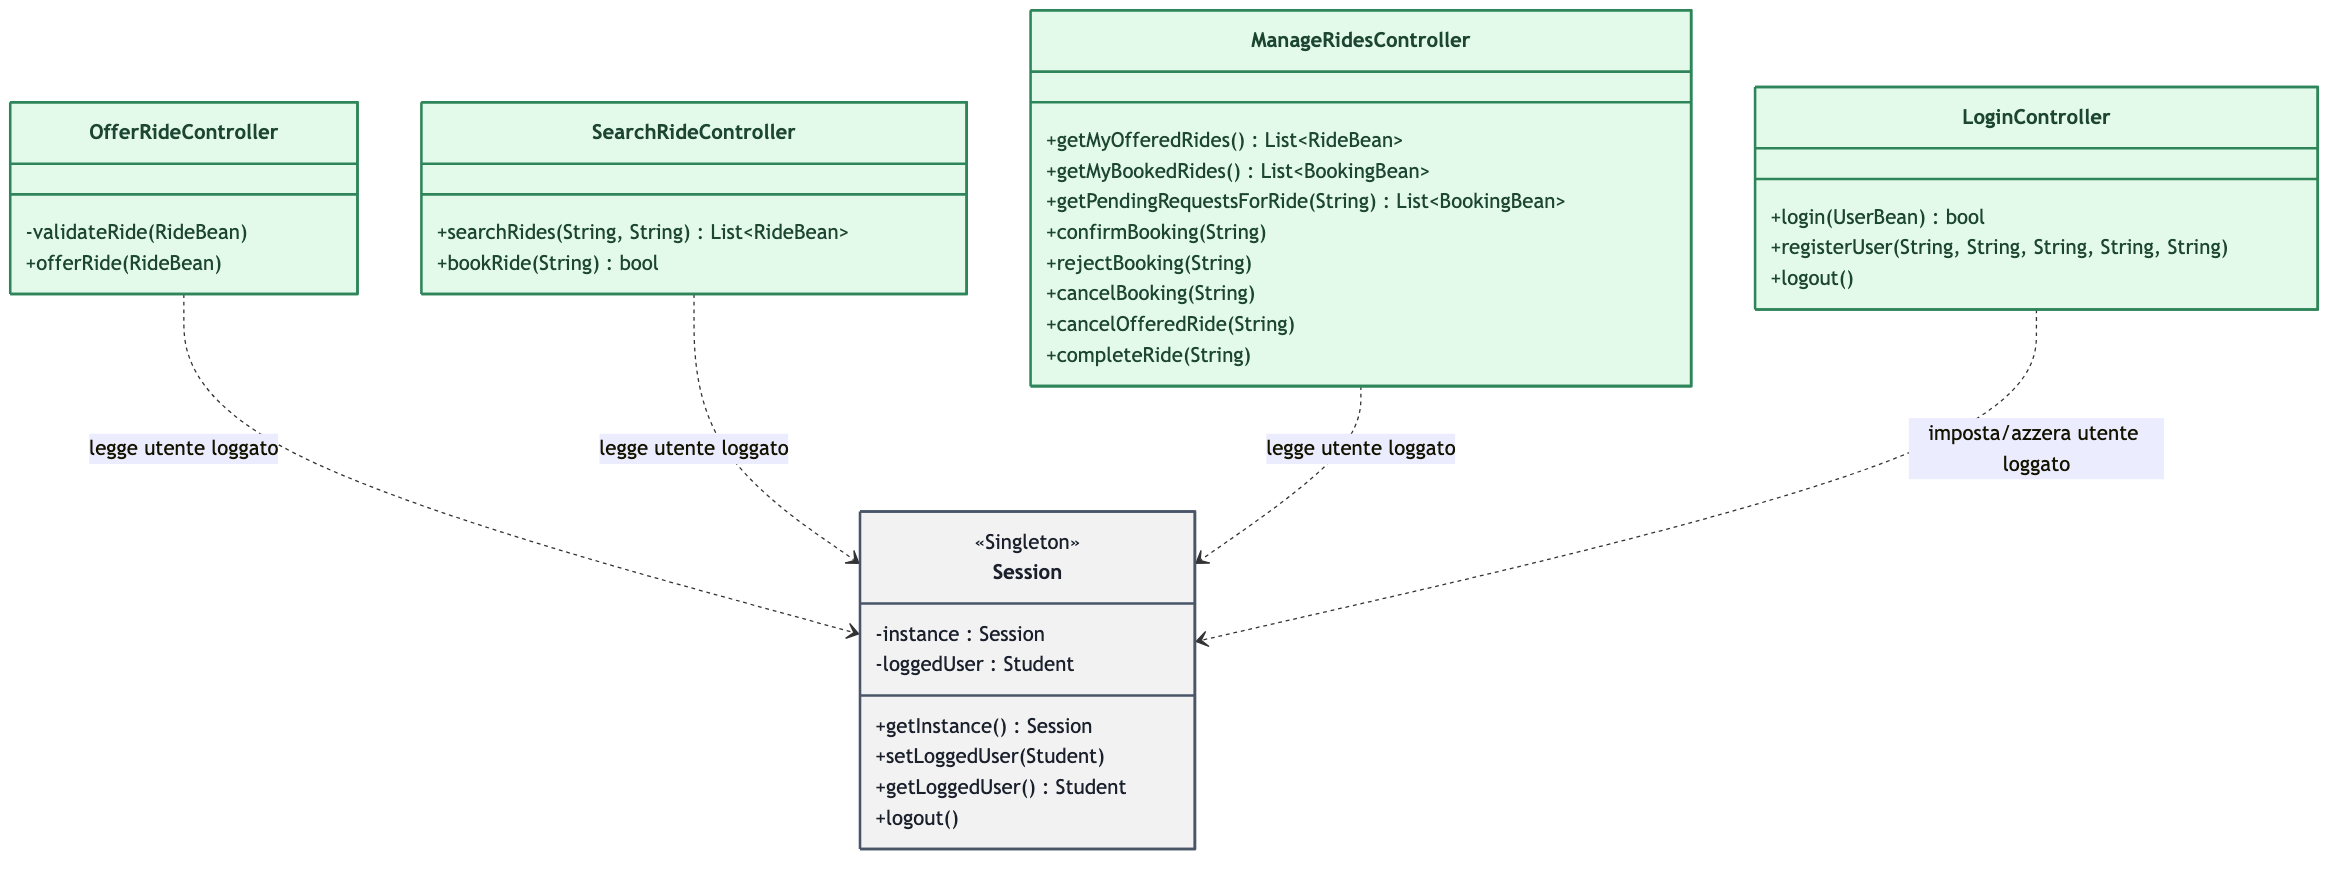 OfferRideController
-validateRide(RideBean)
+offerRide(RideBean)
SearchRideController
+searchRides(String, String) : List<RideBean>
+bookRide(String) : bool
ManageRidesController
+getMyOfferedRides() : List<RideBean>
+getMyBookedRides() : List<BookingBean>
+getPendingRequestsForRide(String) : List<BookingBean>
+confirmBooking(String)
+rejectBooking(String)
+cancelBooking(String)
+cancelOfferedRide(String)
+completeRide(String)
LoginController
+login(UserBean) : bool
+registerUser(String, String, String, String, String)
+logout()
legge utente loggato
legge utente loggato
legge utente loggato
imposta/azzera utente
loggato
«Singleton»
Session
-instance : Session
-loggedUser : Student
+getInstance() : Session
+setLoggedUser(Student)
+getLoggedUser() : Student
+logout()